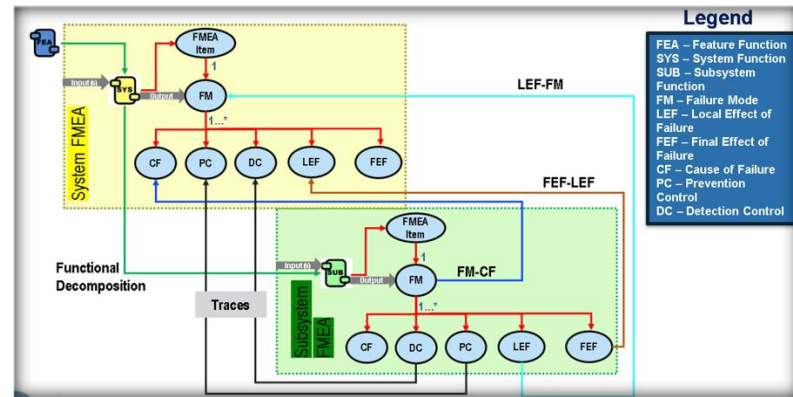 Legend
FEA – Feature Function
SYS – System Function
SUB – Subsystem
Function
FM – Failure Mode
LEF – Local Effect of
Failure
FEF – Final Effect of
Failure
CF – Cause of Failure
PC – Prevention
Control
DC – Detection Control
FEA
FMEA
Item
1
Input(s)
SYS
Output
FM
1...*
CF
PC
DC
LEF
FEF
System FMEA
LEF-FM
FEF-LEF
FM-CF
Functional
Decomposition
Traces
FMEA
Item
1
Input(s)
SUB
Output
FM
1...*
CF
DC
PC
LEF
FEF
Subsystem
FMEA